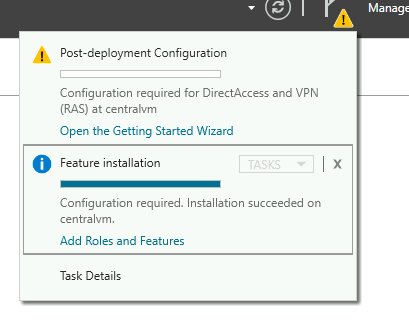 Manage
Post-deployment Configuration
Configuration required for DirectAccess and VPN
(RAS) at centralvm
Open the Getting Started Wizard
Feature installation
TASKS
X
Configuration required. Installation succeeded on
centralvm.
Add Roles and Features
Task Details